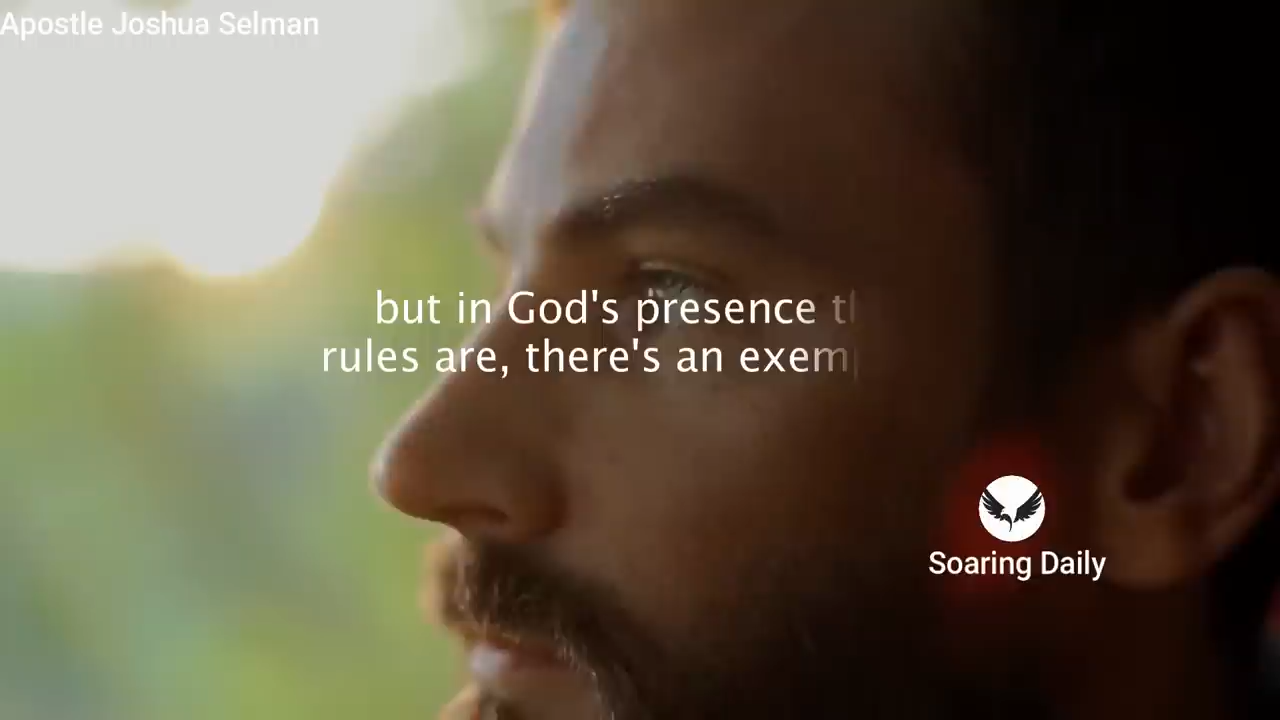 Apostle Joshua Selman
but in God's presence
rules are, there's an
Soaring Daily